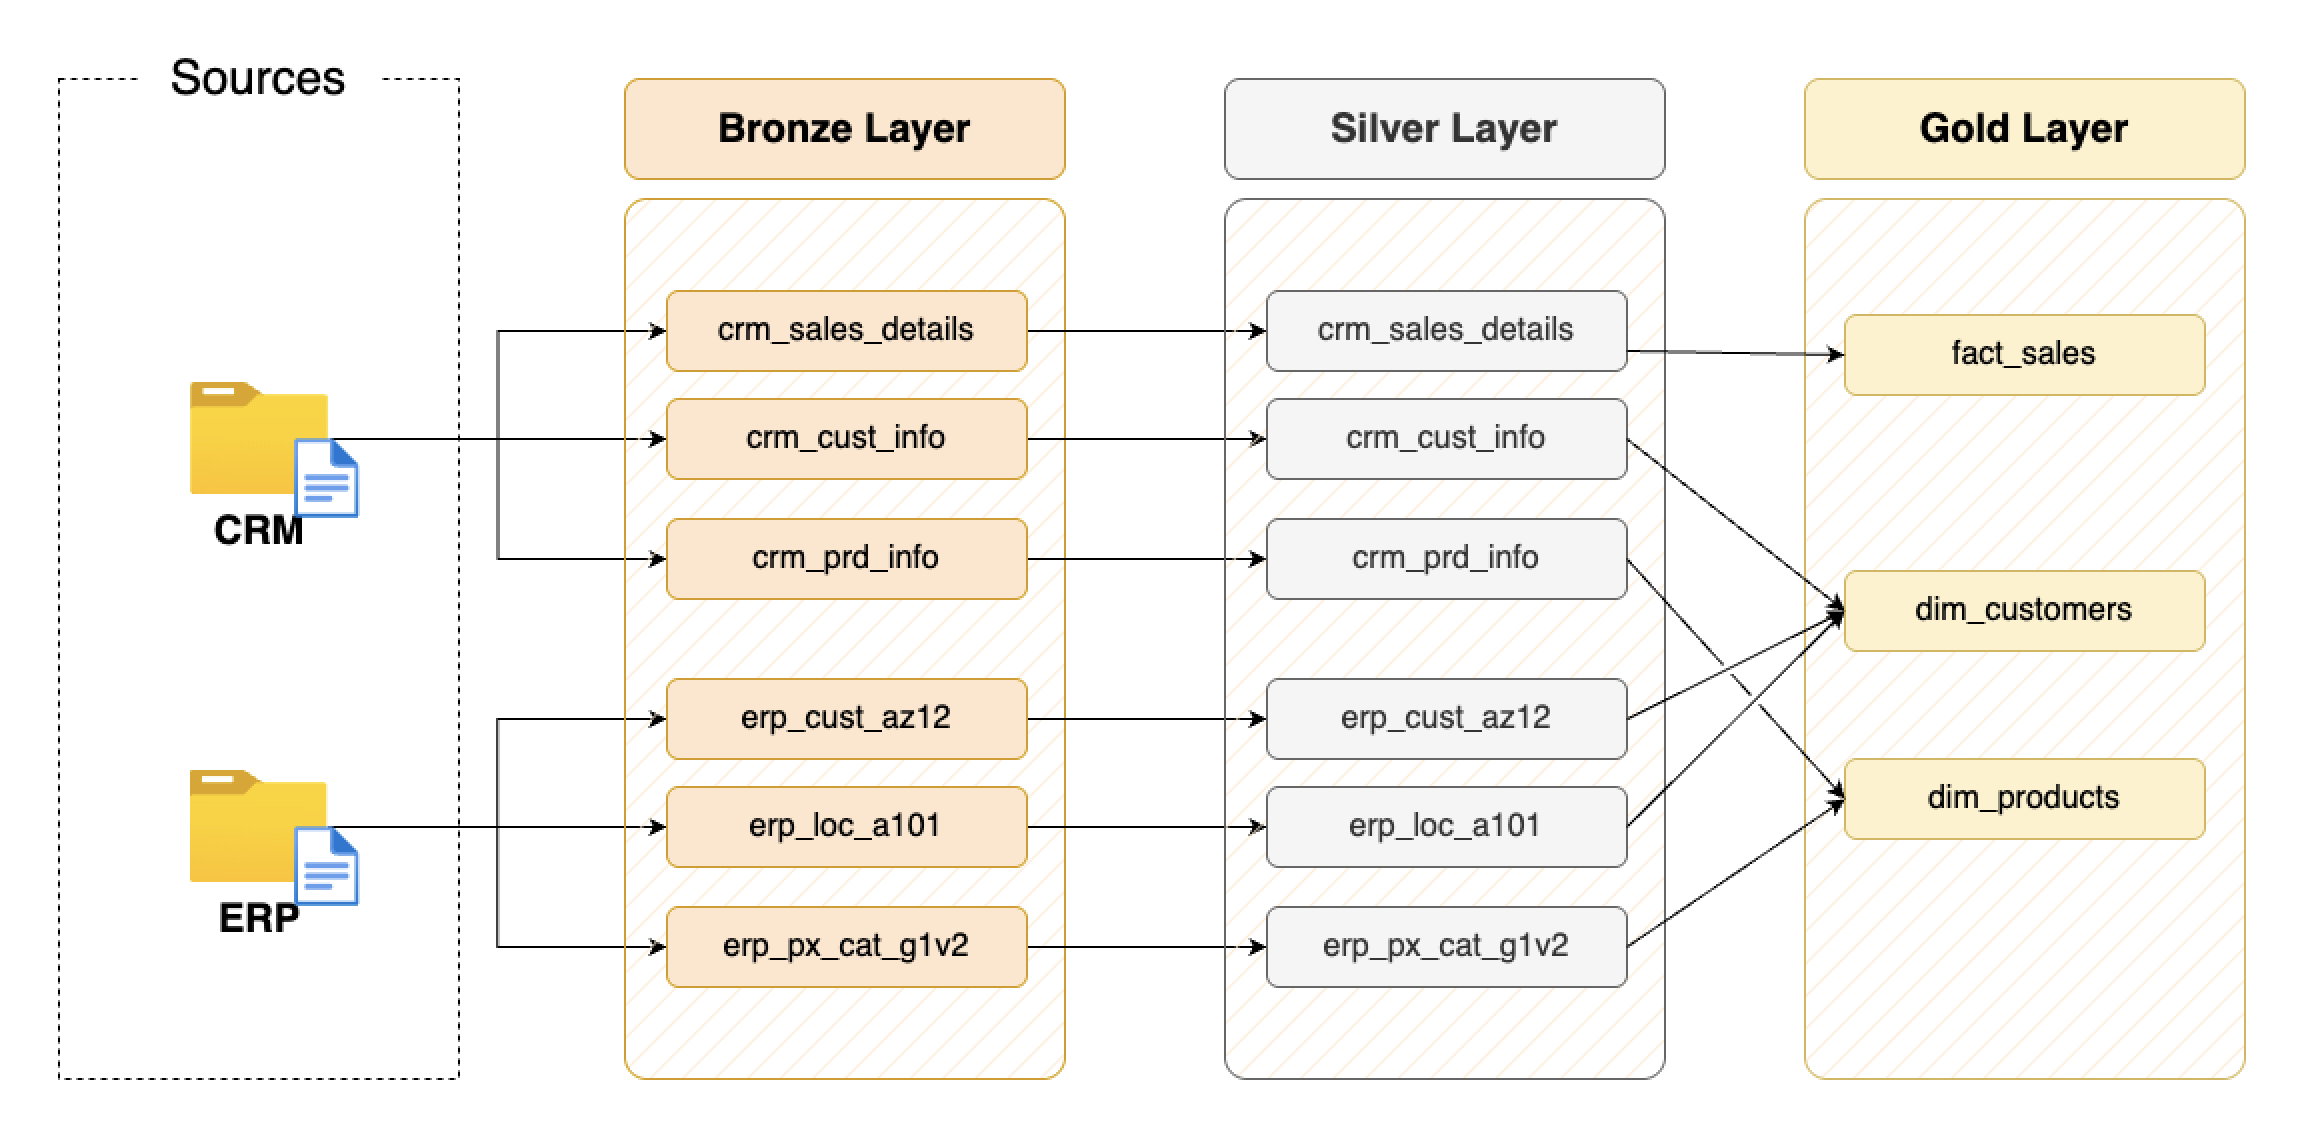 Sources
Bronze Layer
Silver Layer
Gold Layer
CRM
ERP
crm_sales_details
crm_cust_info
crm_prd_info
erp_cust_az12
erp_loc_a101
erp_px_cat_g1v2
crm_sales_details
crm_cust_info
crm_prd_info
erp_cust_az12
erp_loc_a101
erp_px_cat_g1v2
fact_sales
dim_customers
dim_products